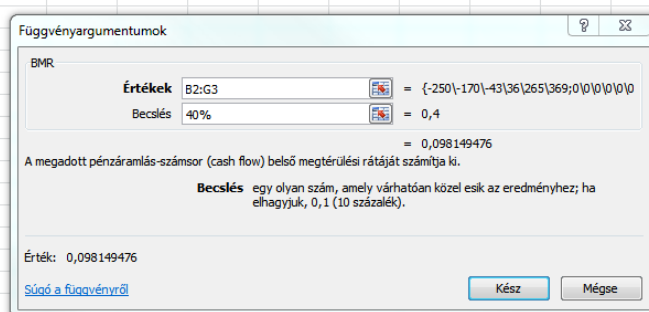 Függvényargumentumok
BMR
Értékek B2:G3 = {-250\-170\-43\36\265\369;0\0\0\0\0\0
Becslés 40% = 0,4
= 0,098149476
A megadott pénzáramlás-számsor (cash flow) belső megtérülési rátáját számítja ki.
Becslés egy olyan szám, amely várhatóan közel esik az eredményhez; ha
elhagyjuk, 0,1 (10 százalék).
Érték: 0,098149476
Súgó a függvényről Kész Mégse